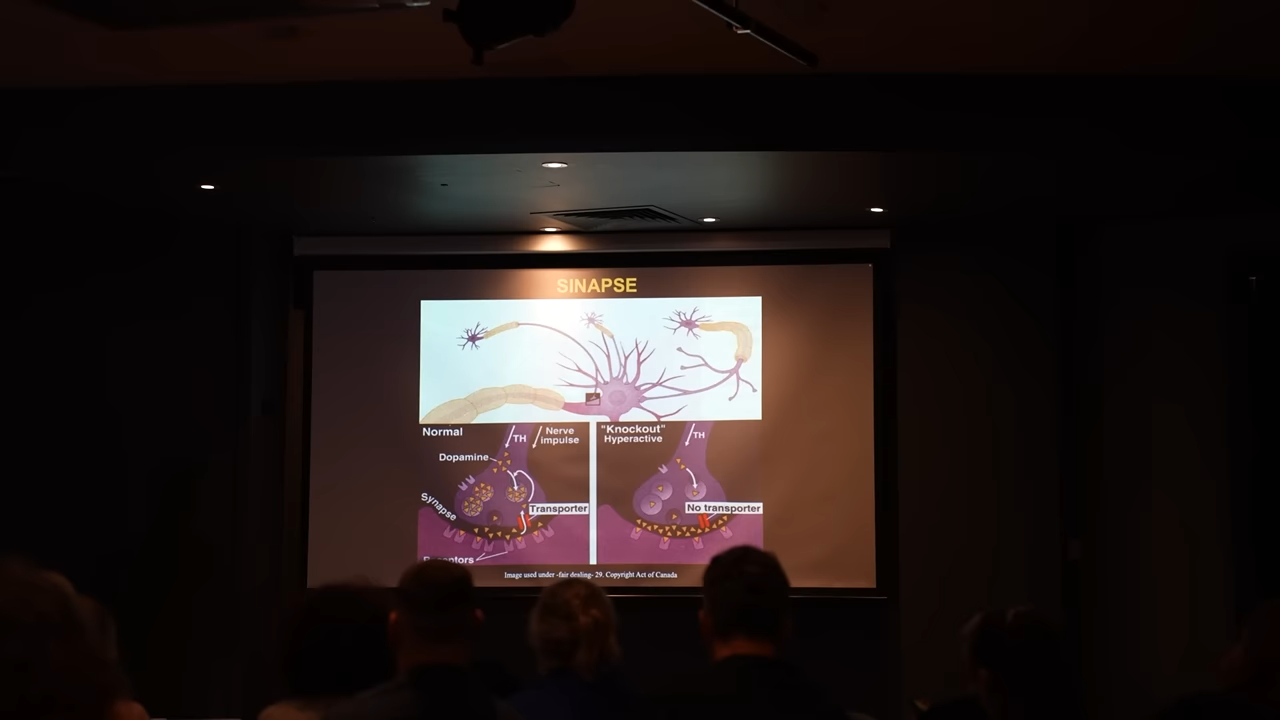 SINAPSE
Normal
TH
Nerve
impulse
Dopamine
Synapse
Transporter
"Knockout"
Hyperactive
TH
No transporter
Image used under -fair dealing- 29, Copyright Act of Canada